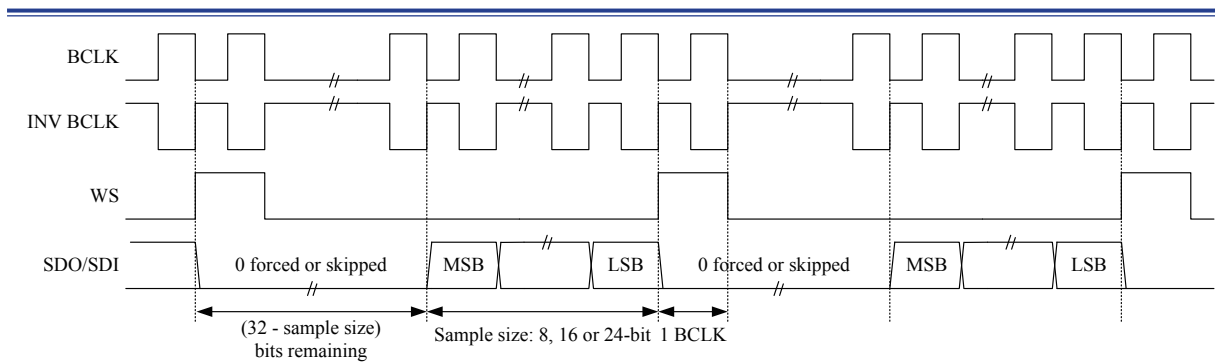 BCLK
INV BCLK
WS
SDO/SDI
0 forced or skipped
MSB
LSB
0 forced or skipped
MSB
LSB
(32 - sample size)
bits remaining
Sample size: 8, 16 or 24-bit
1 BCLK